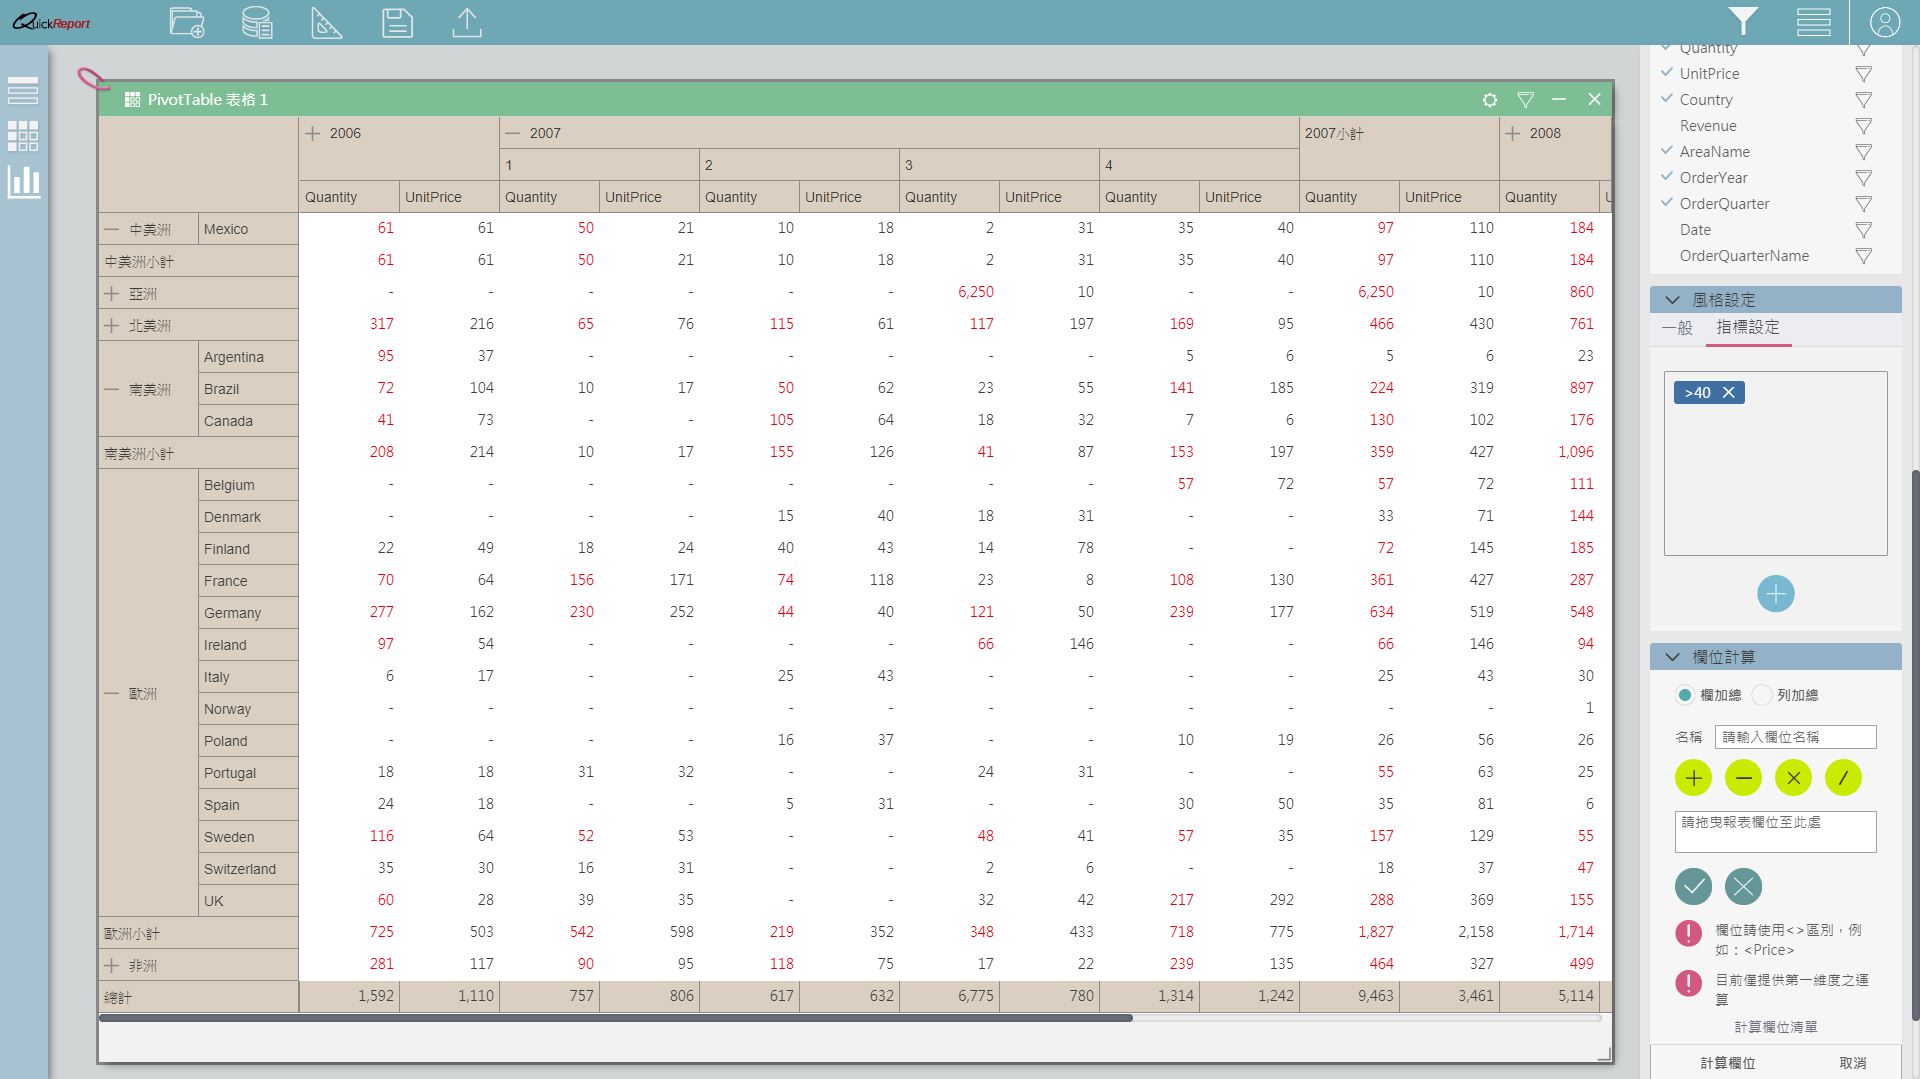 QuickReport
PivotTable 表格 1
2006 2007 2007小計 2008
1 2 3 4
Quantity UnitPrice Quantity UnitPrice Quantity UnitPrice Quantity UnitPrice Quantity UnitPrice Quantity UnitPrice Quantity U
中美洲 Mexico 61 61 50 21 10 18 2 31 35 40 97 110 184
中美洲小計 61 61 50 21 10 18 2 31 35 40 97 110 184
亞洲 - - - - - - 6,250 10 - - 6,250 10 860
北美洲 317 216 65 76 115 61 117 197 169 95 466 430 761
Argentina 95 37 - - - - - - 5 6 5 6 23
南美洲 Brazil 72 104 10 17 50 62 23 55 141 185 224 319 897
Canada 41 73 - - 105 64 18 32 7 6 130 102 176
南美洲小計 208 214 10 17 155 126 41 87 153 197 359 427 1,096
Belgium - - - - - - - - 57 72 57 72 111
Denmark - - - - 15 40 18 31 - - 33 71 144
Finland 22 49 18 24 40 43 14 78 - - 72 145 185
France 70 64 156 171 74 118 23 8 108 130 361 427 287
Germany 277 162 230 252 44 40 121 50 239 177 634 519 548
Ireland 97 54 - - - - 66 146 - - 66 146 94
Italy 6 17 - - 25 43 - - - - 25 43 30
歐洲
Norway - - - - - - - - - - - - 1
Poland - - - - 16 37 - - 10 19 26 56 26
Portugal 18 18 31 32 - - 24 31 - - 55 63 25
Spain 24 18 - - 5 31 - - 30 50 35 81 6
Sweden 116 64 52 53 - - 48 41 57 35 157 129 55
Switzerland 35 30 16 31 - - 2 6 - - 18 37 47
UK 60 28 39 35 - - 32 42 217 292 288 369 155
歐洲小計 725 503 542 598 219 352 348 433 718 775 1,827 2,158 1,714
非洲 281 117 90 95 118 75 17 22 239 135 464 327 499
總計 1,592 1,110 757 806 617 632 6,775 780 1,314 1,242 9,463 3,461 5,114
Quantity
UnitPrice
Country
Revenue
AreaName
OrderYear
OrderQuarter
Date
OrderQuarterName
風格設定
一般 指標設定
>40
欄位計算
欄加總 列加總
名稱 請輸入欄位名稱
請拖曳報表欄位至此處
欄位請使用<>區別，例
如：<Price>
目前僅提供第一維度之運
算
計算欄位清單
計算欄位 取消